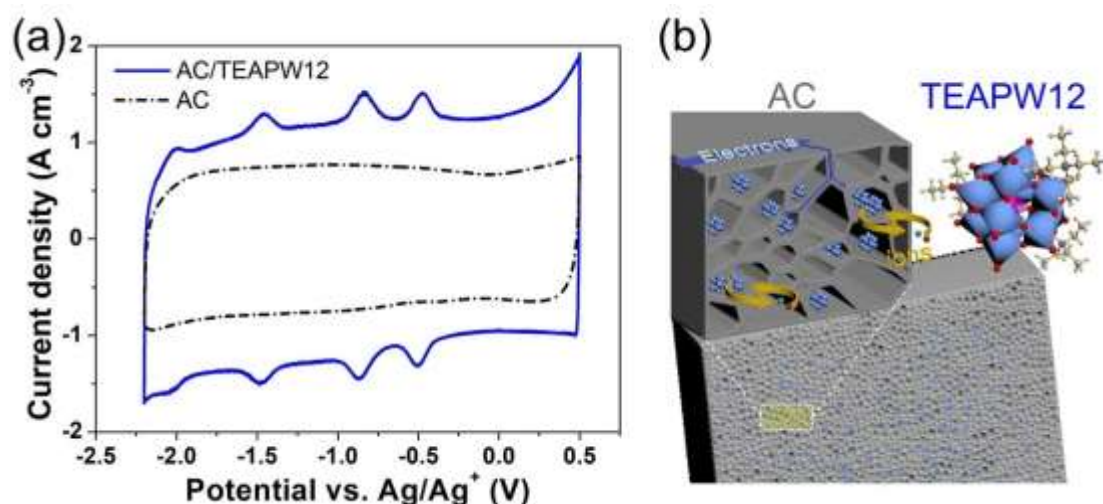 (a)
2
1
0
-1
-2
Current density (A cm-3)
AC/TEAPW12
AC
-2.5 -2.0 -1.5 -1.0 -0.5 0.0 0.5
Potential vs. Ag/Ag+ (V)
(b)
AC
TEAPW12
Electrons
ions